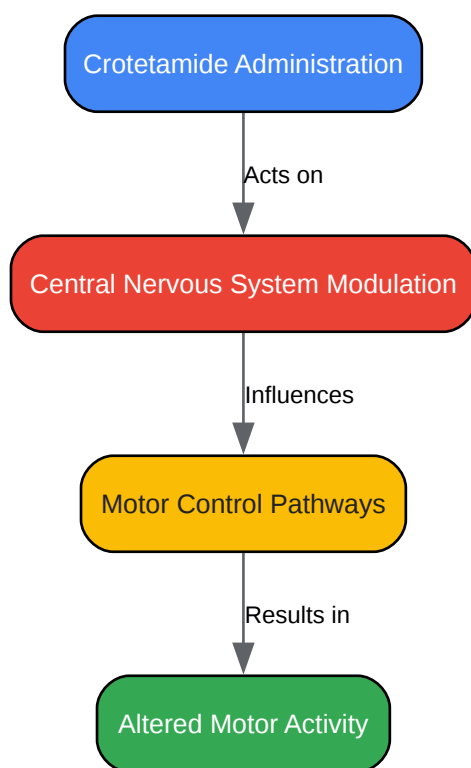 Crotetamide Administration
Acts on
Central Nervous System Modulation
Influences
Motor Control Pathways
Results in
Altered Motor Activity